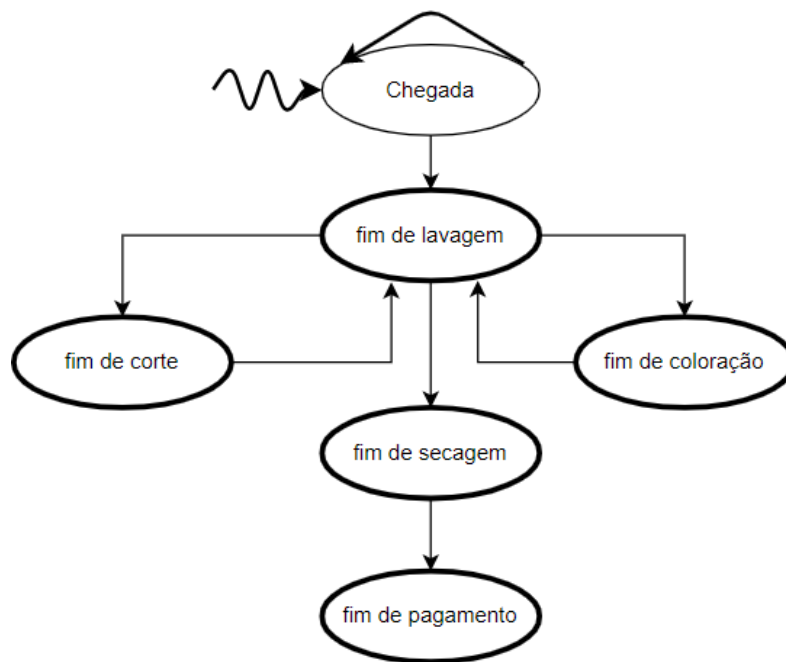 Chegada
fim de lavagem
fim de corte
fim de coloração
fim de secagem
fim de pagamento